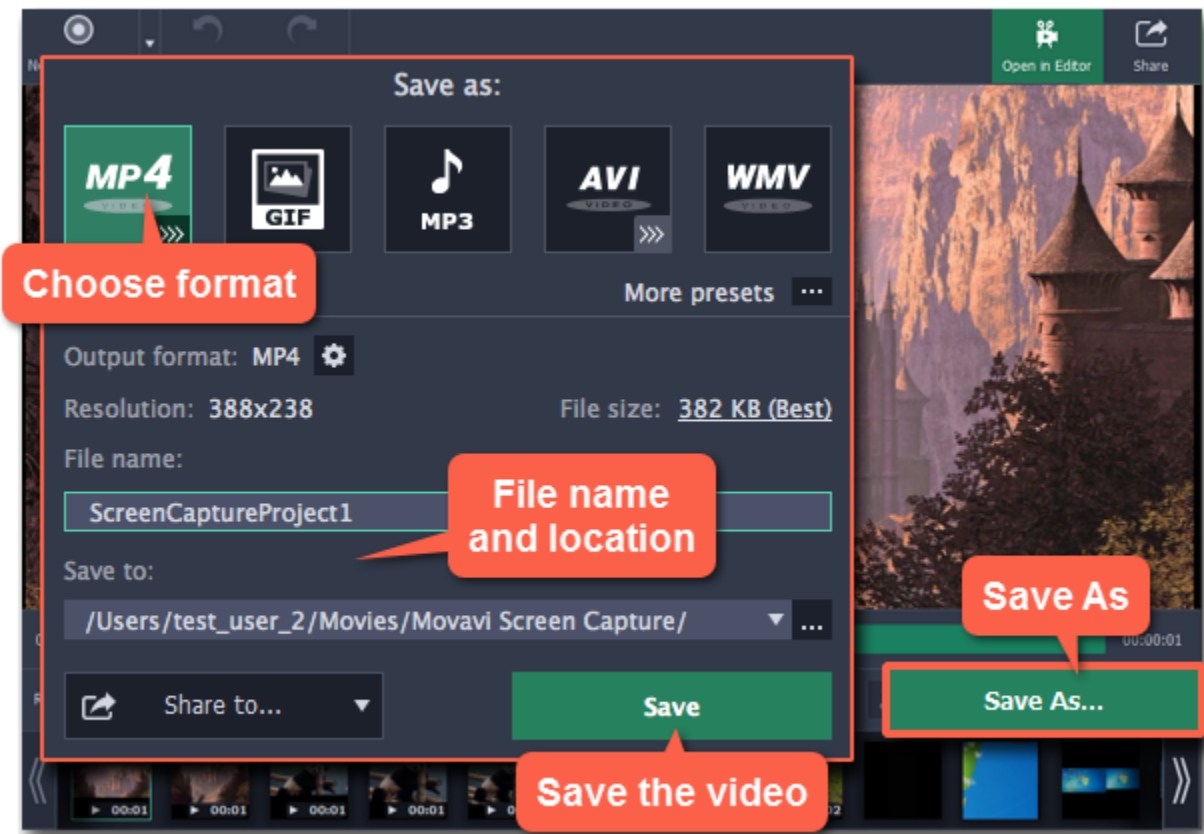 Open in Editor
Share
Save as:
MP4
VIDEO
GIF
MP3
AVI
VIDEO
WMV
VIDEO
Choose format
More presets ...
Output format: MP4
Resolution: 388x238
File size: 382 KB (Best)
File name:
ScreenCaptureProject1
File name
and location
Save to:
/Users/test_user_2/Movies/Movavi Screen Capture/
...
Save As
00:00:01
Share to...
Save
Save As...
Save the video
00:01
00:01
00:01
00:01